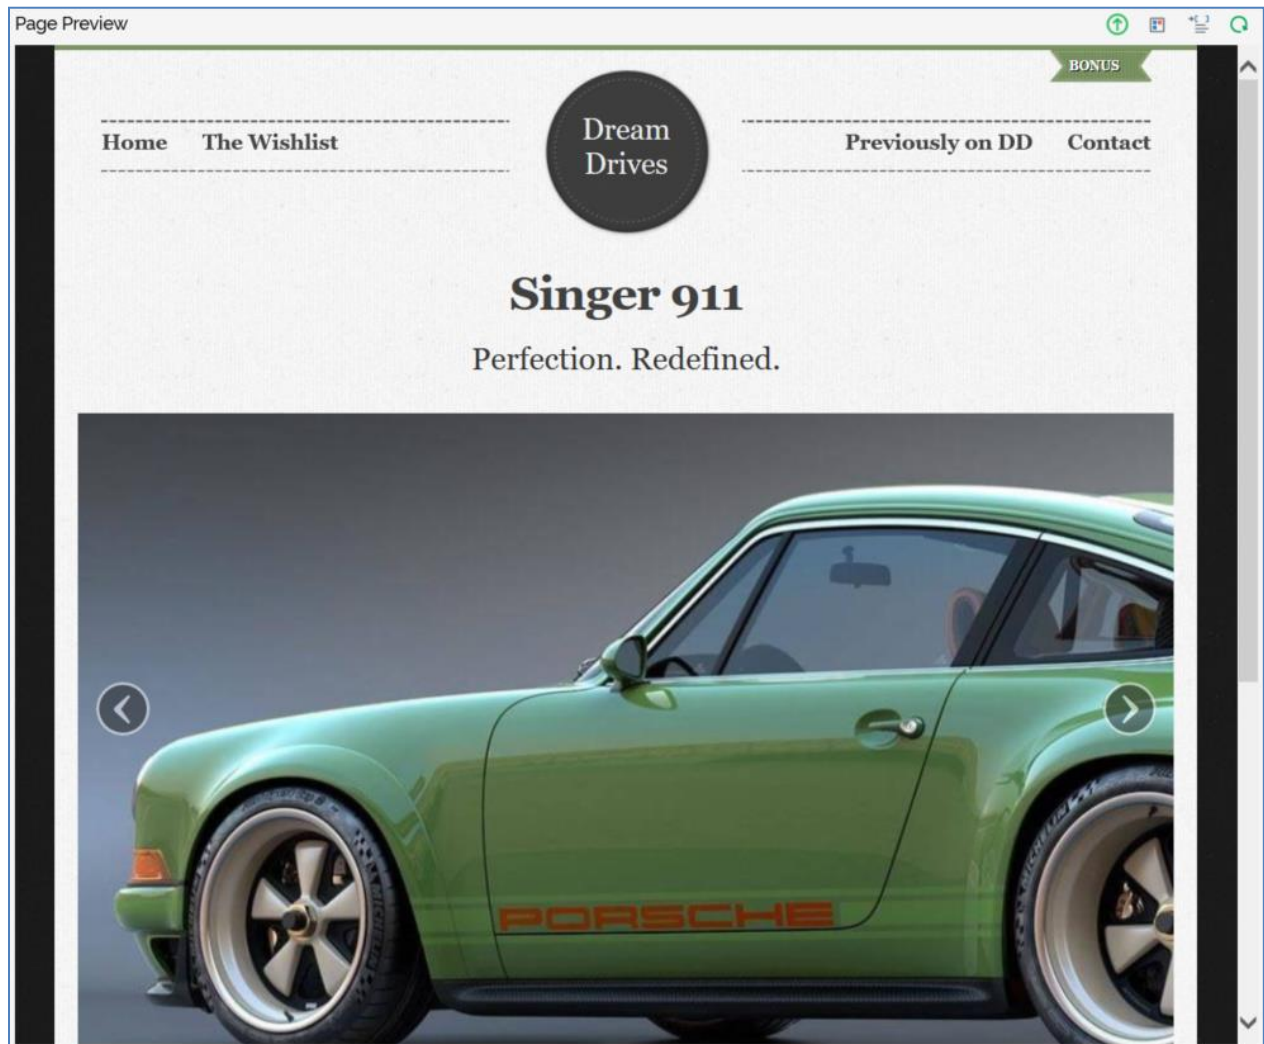 Page Preview
BONUS
Home The Wishlist
Dream
Drives
Previously on DD Contact
Singer 911
Perfection. Redefined.
PORSCHE